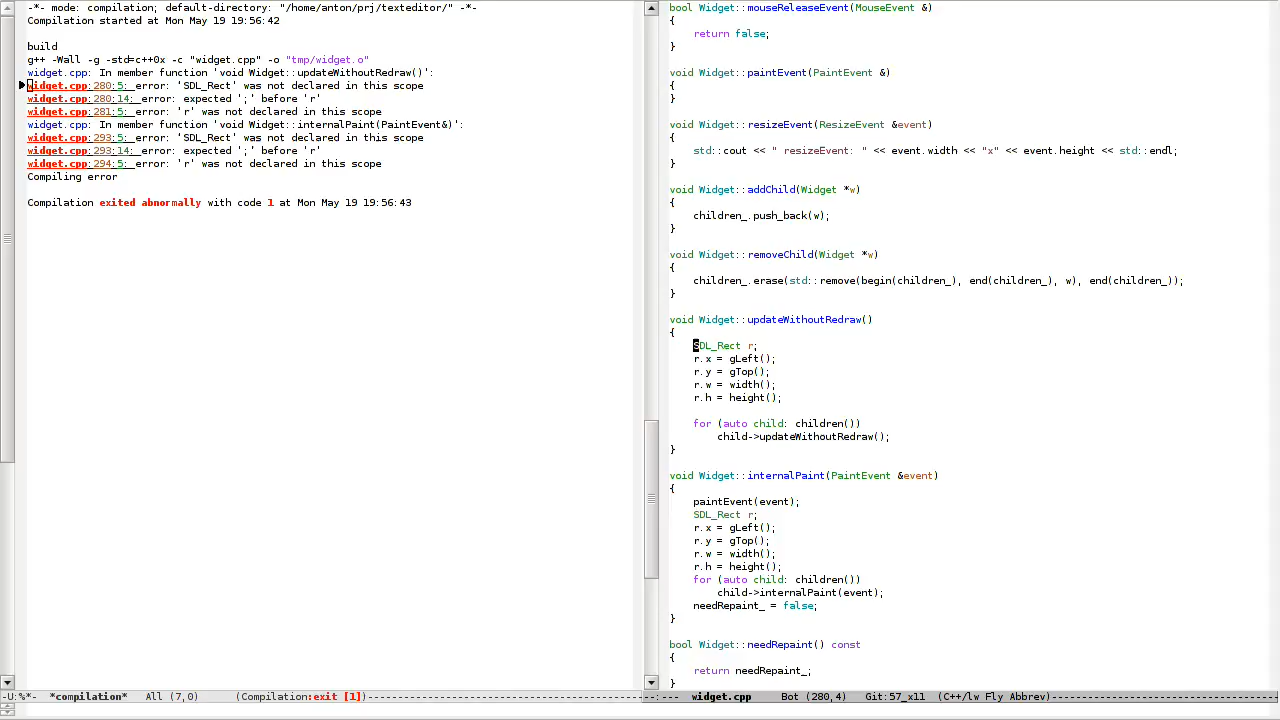 -*- mode: compilation; default-directory: "/home/anton/prj/texteditor/" -*-
Compilation started at Mon May 19 19:56:42

build
g++ -Wall -g -std=c++0x -c "widget.cpp" -o "tmp/widget.o"
widget.cpp: In member function 'void Widget::updateWithoutRedraw()':
widget.cpp:280:5: error: 'SDL_Rect' was not declared in this scope
widget.cpp:280:14: error: expected ';' before 'r'
widget.cpp:281:5: error: 'r' was not declared in this scope
widget.cpp: In member function 'void Widget::internalPaint(PaintEvent&)':
widget.cpp:293:5: error: 'SDL_Rect' was not declared in this scope
widget.cpp:293:14: error: expected ';' before 'r'
widget.cpp:294:5: error: 'r' was not declared in this scope
Compiling error

Compilation exited abnormally with code 1 at Mon May 19 19:56:43
-U:%*-  *compilation*   All (7,0)      (Compilation:exit [1])
bool Widget::mouseReleaseEvent(MouseEvent &)
{
    return false;
}

void Widget::paintEvent(PaintEvent &)
{
}

void Widget::resizeEvent(ResizeEvent &event)
{
    std::cout << " resizeEvent: " << event.width << "x" << event.height << std::endl;
}

void Widget::addChild(Widget *w)
{
    children_.push_back(w);
}

void Widget::removeChild(Widget *w)
{
    children_.erase(std::remove(begin(children_), end(children_), w), end(children_));
}

void Widget::updateWithoutRedraw()
{
    SDL_Rect r;
    r.x = gLeft();
    r.y = gTop();
    r.w = width();
    r.h = height();

    for (auto child: children())
        child->updateWithoutRedraw();
}

void Widget::internalPaint(PaintEvent &event)
{
    paintEvent(event);
    SDL_Rect r;
    r.x = gLeft();
    r.y = gTop();
    r.w = width();
    r.h = height();
    for (auto child: children())
        child->internalPaint(event);
    needRepaint_ = false;
}

bool Widget::needRepaint() const
{
    return needRepaint_;
}
--:---  widget.cpp     Bot (280,4)    Git:57_x11  (C++/lw Fly Abbrev)